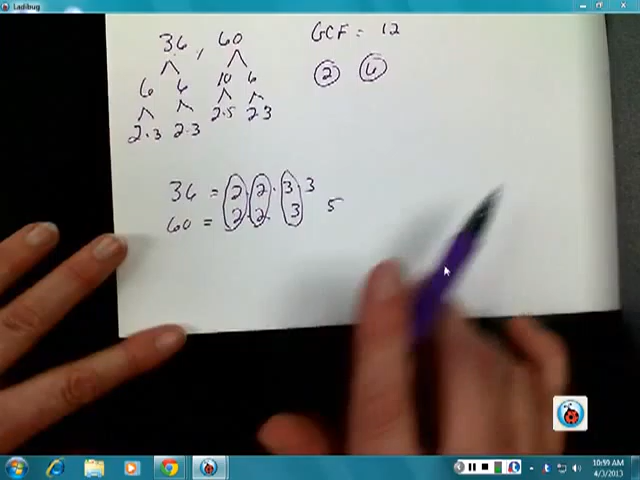 Ladibug
36, 60
GCF = 12
6 6 10 6
2 6
2·3 2·3 2·5 2·3
36 = 2·2·3·3
60 = 2·2·3 5
10:59 AM
4/3/2013